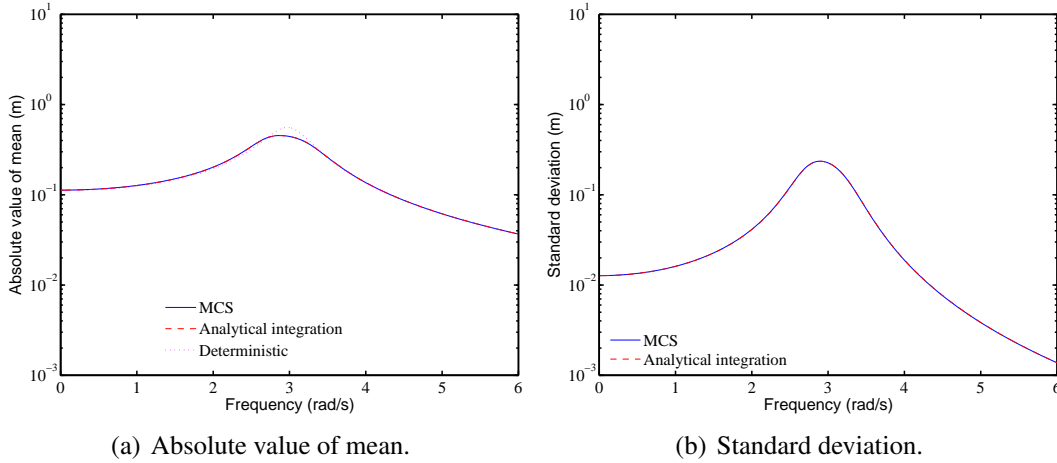 10^1
10^0
10^{-1}
10^{-2}
10^{-3}
Absolute value of mean (m)
MCS
Analytical integration
Deterministic
0 1 2 3 4 5 6
Frequency (rad/s)
(a) Absolute value of mean.
10^1
10^0
10^{-1}
10^{-2}
10^{-3}
Standard deviation (m)
MCS
Analytical integration
0 1 2 3 4 5 6
Frequency (rad/s)
(b) Standard deviation.